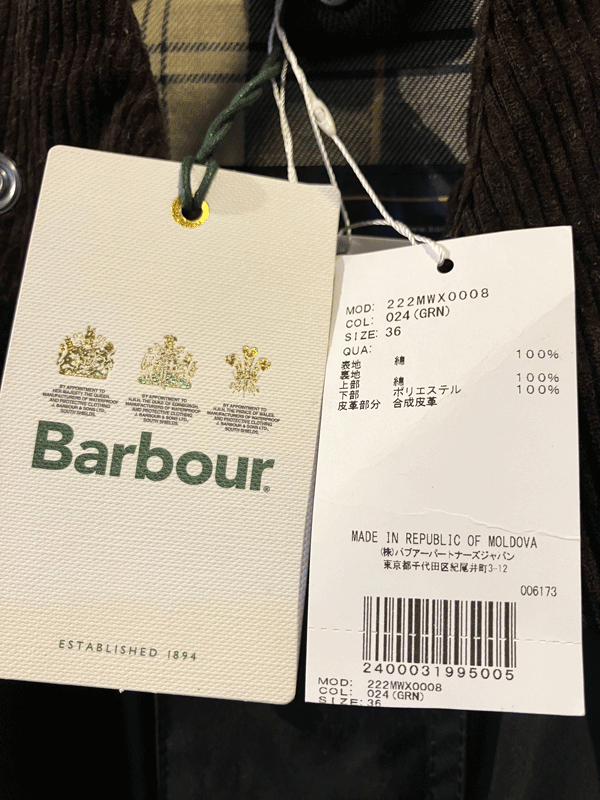 BY APPOINTMENT TO
HER MAJESTY THE QUEEN.
MANUFACTURERS OF WATERPROOF
AND PROTECTIVE CLOTHING
J. BARBOUR & SONS LTD.,
SOUTH SHIELDS.
BY APPOINTMENT TO
H.R.H. THE DUKE OF EDINBURGH
MANUFACTURERS OF WATERPROOF
AND PROTECTIVE CLOTHING
J. BARBOUR & SONS LTD.,
SOUTH SHIELDS.
BY APPOINTMENT TO
H.R.H. THE PRINCE OF WALES.
MANUFACTURERS OF WATERPROOF
AND PROTECTIVE CLOTHING
J. BARBOUR & SONS LTD.,
SOUTH SHIELDS.
Barbour®
ESTABLISHED 1894
MOD: 222MWX0008
COL: 024(GRN)
SIZE: 36
QUA:
表地 綿 100%
裏地
上部 綿 100%
下部 ポリエステル 100%
皮革部分 合成皮革
MADE IN REPUBLIC OF MOLDOVA
(株)バブアーパートナーズジャパン
東京都千代田区紀尾井町3-12
006173
2400031995005
MOD: 222MWX0008
COL: 024(GRN)
SIZE: 36